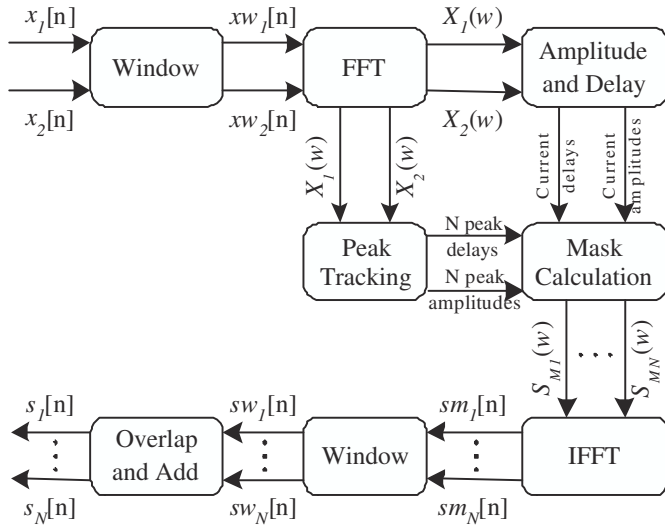 x1[n] xw1[n] X1(w)
Window
FFT
Amplitude
and Delay
x2[n] xw2[n] X2(w)
X1(w)
X2(w)
Current
delays
Current
amplitudes
Peak
Tracking
N peak
delays
N peak
amplitudes
Mask
Calculation
SM1(w)
...
SMN(w)
s1[n] sw1[n] sm1[n]
Overlap
and Add
Window
IFFT
sN[n] swN[n] smN[n]